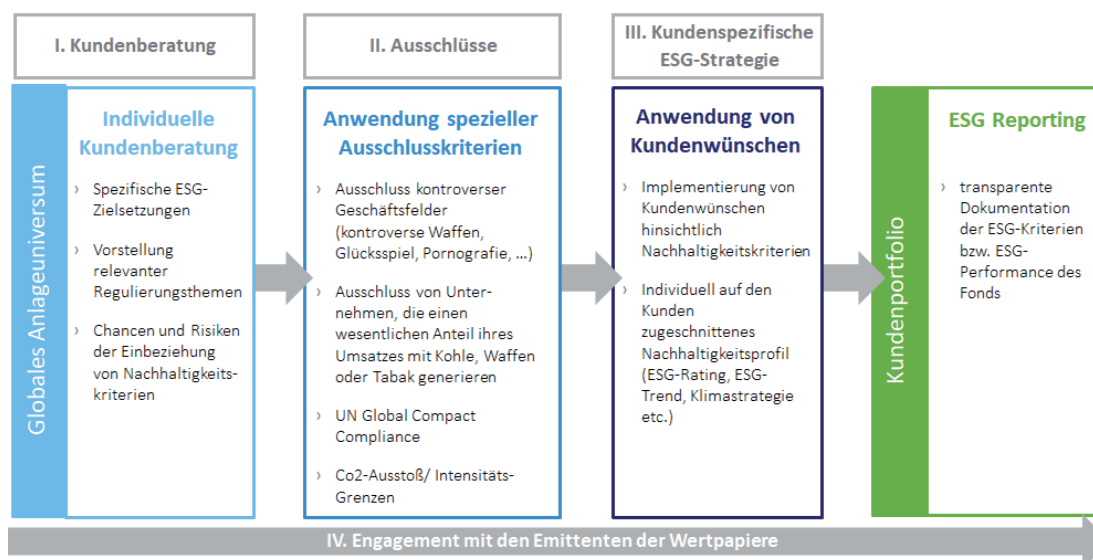 I. Kundenberatung
II. Ausschlüsse
III. Kundenspezifische
ESG-Strategie
Globales Anlageuniversum
Individuelle
Kundenberatung
› Spezifische ESG-
Zielsetzungen
› Vorstellung
relevanter
Regulierungsthemen
› Chancen und Risiken
der Einbeziehung
von Nachhaltigkeits-
kriterien
Anwendung spezieller
Ausschlusskriterien
› Ausschluss kontroverser
Geschäftsfelder
(kontroverse Waffen,
Glücksspiel, Pornografie, …)
› Ausschluss von Unter-
nehmen, die einen
wesentlichen Anteil ihres
Umsatzes mit Kohle, Waffen
oder Tabak generieren
› UN Global Compact
Compliance
› Co2-Ausstoß/ Intensitäts-
Grenzen
Anwendung von
Kundenwünschen
› Implementierung von
Kundenwünschen
hinsichtlich
Nachhaltigkeitskriterien
› Individuell auf den
Kunden
zugeschnittenes
Nachhaltigkeitsprofil
(ESG-Rating, ESG-
Trend, Klimastrategie
etc.)
Kundenportfolio
ESG Reporting
› transparente
Dokumentation
der ESG-Kriterien
bzw. ESG-
Performance des
Fonds
IV. Engagement mit den Emittenten der Wertpapiere